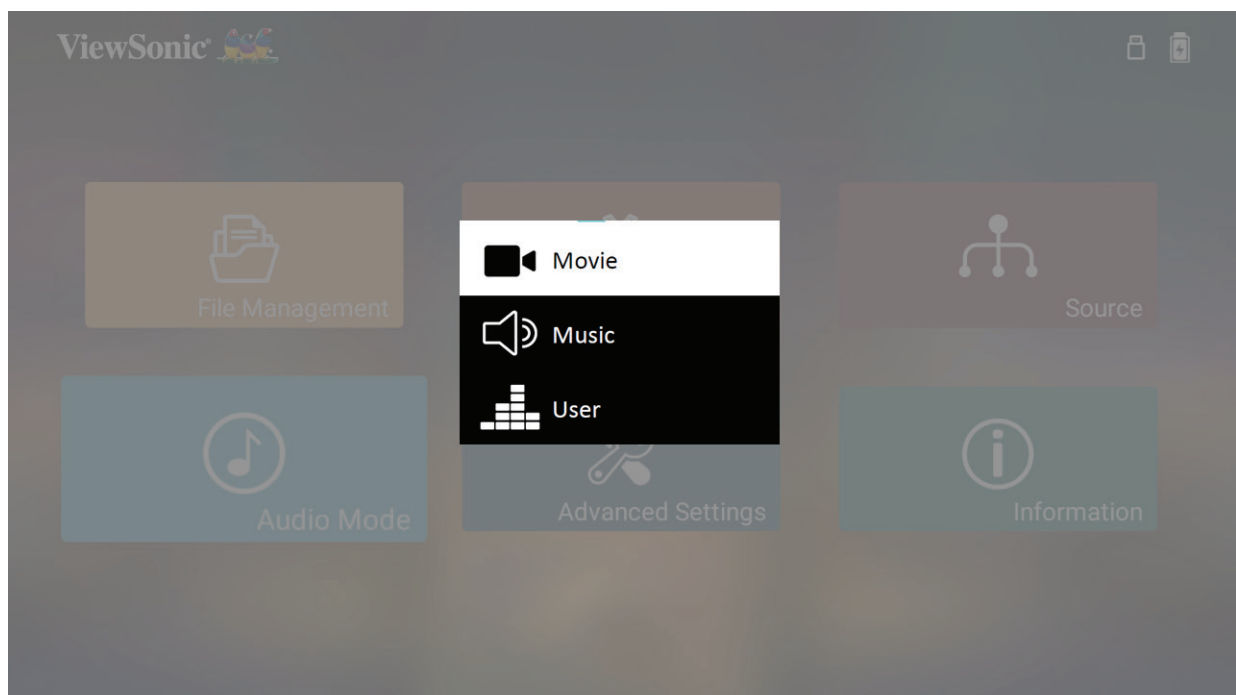 ViewSonic®
Movie
Music
User
File Management
Source
Audio Mode
Advanced Settings
Information